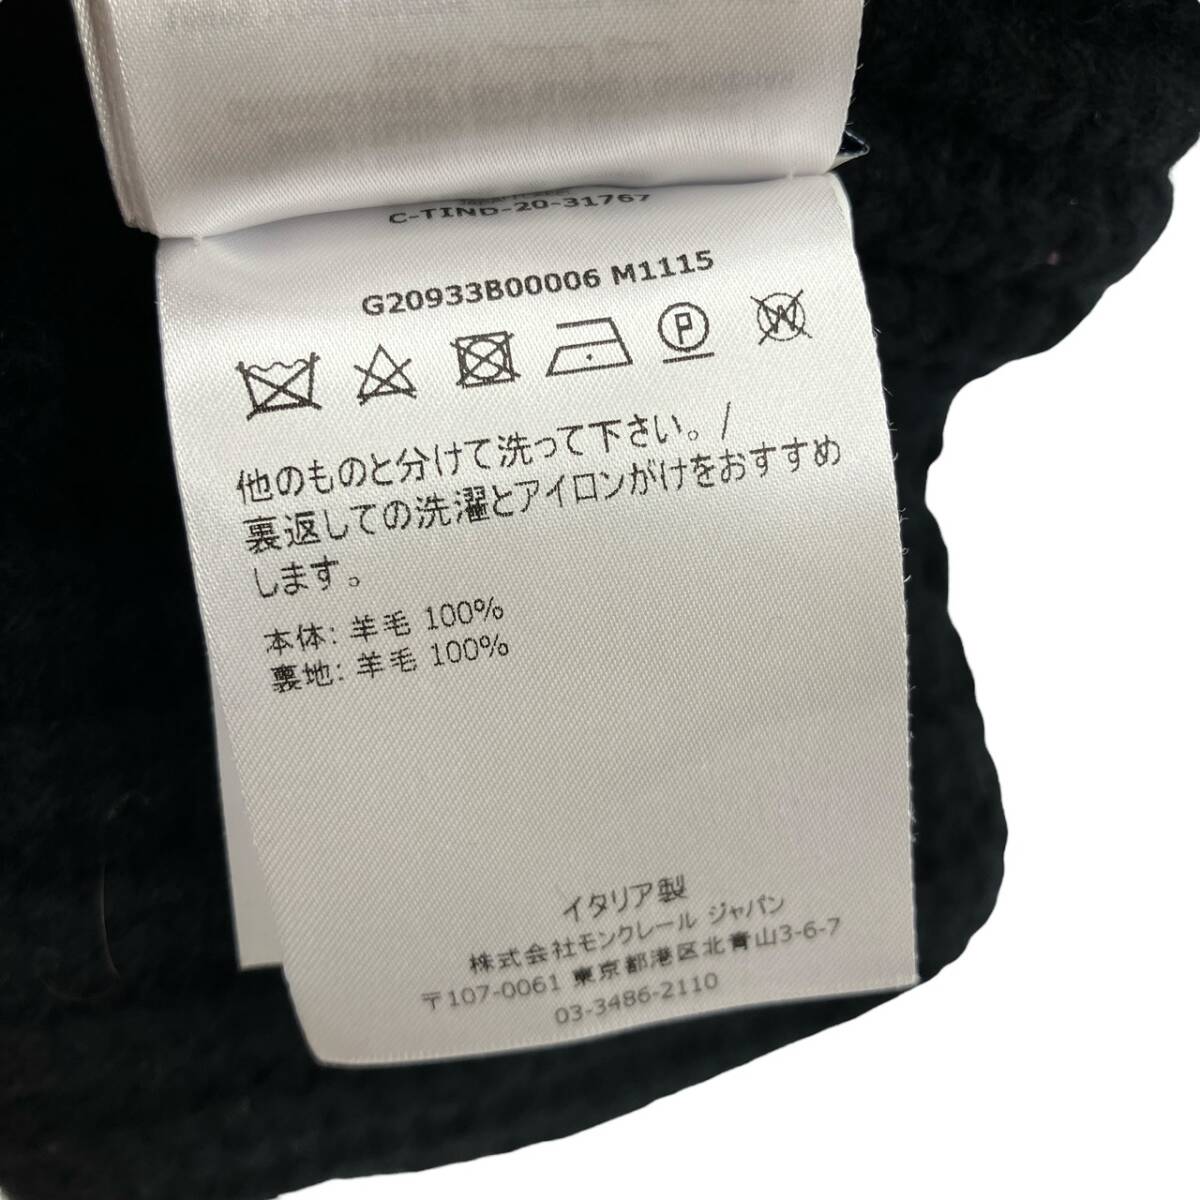 C-TIND-20-31767
G20933B00006 M1115
P W
他のものと分けて洗って下さい。/
裏返しての洗濯とアイロンがけをおすすめ
します。
本体: 羊毛 100%
裏地: 羊毛 100%
イタリア製
株式会社モンクレール ジャパン
〒107-0061 東京都港区北青山3-6-7
03-3486-2110